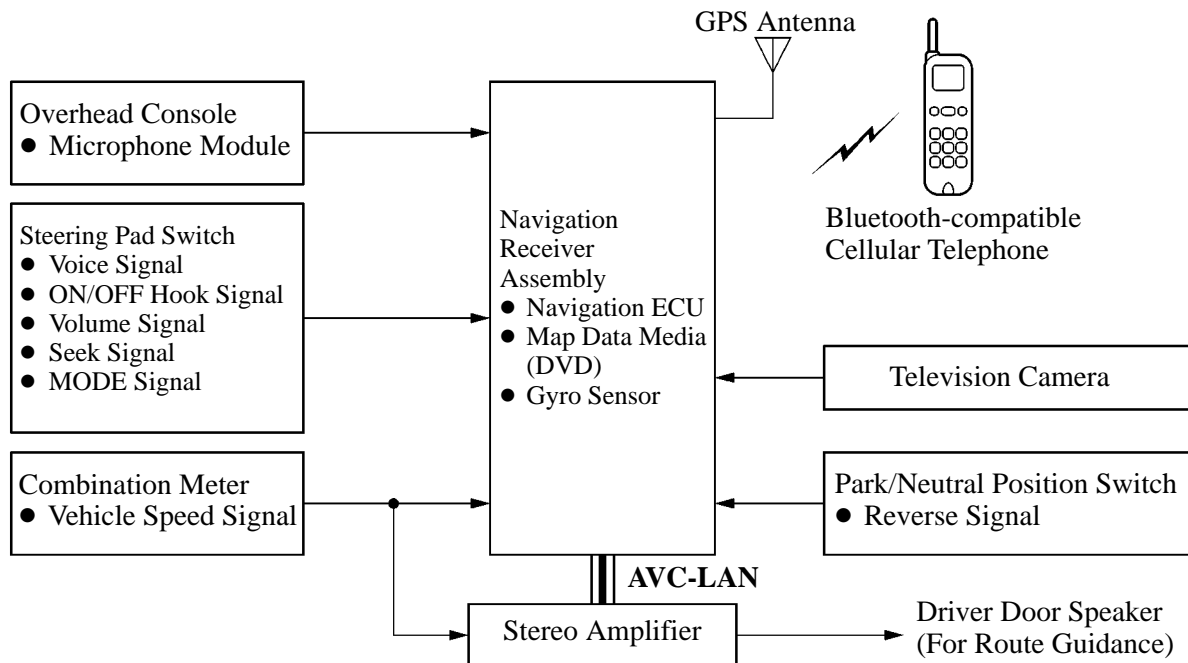 GPS Antenna
Overhead Console
● Microphone Module
Steering Pad Switch
● Voice Signal
● ON/OFF Hook Signal
● Volume Signal
● Seek Signal
● MODE Signal
Combination Meter
● Vehicle Speed Signal
Navigation
Receiver
Assembly
● Navigation ECU
● Map Data Media
(DVD)
● Gyro Sensor
Bluetooth-compatible
Cellular Telephone
Television Camera
Park/Neutral Position Switch
● Reverse Signal
AVC-LAN
Stereo Amplifier
Driver Door Speaker
(For Route Guidance)